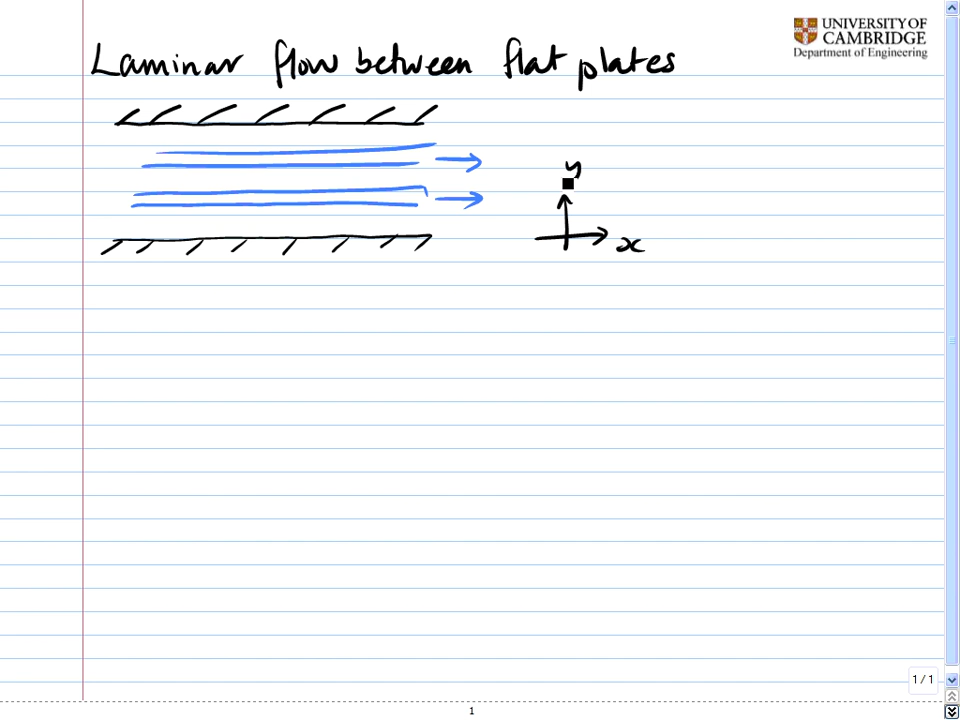 UNIVERSITY OF
CAMBRIDGE
Department of Engineering
Laminar flow between flat plates
y
x
1 / 1
1